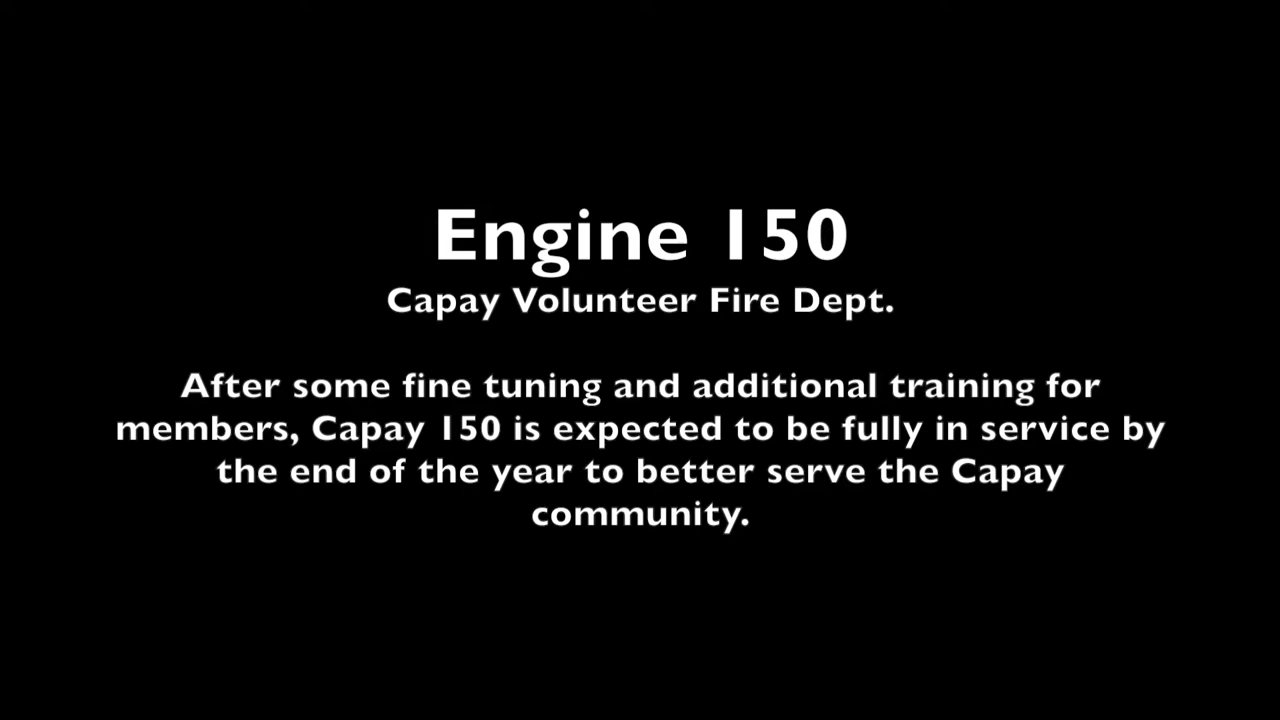 Engine 150
Capay Volunteer Fire Dept.
After some fine tuning and additional training for
members, Capay 150 is expected to be fully in service by
the end of the year to better serve the Capay
community.